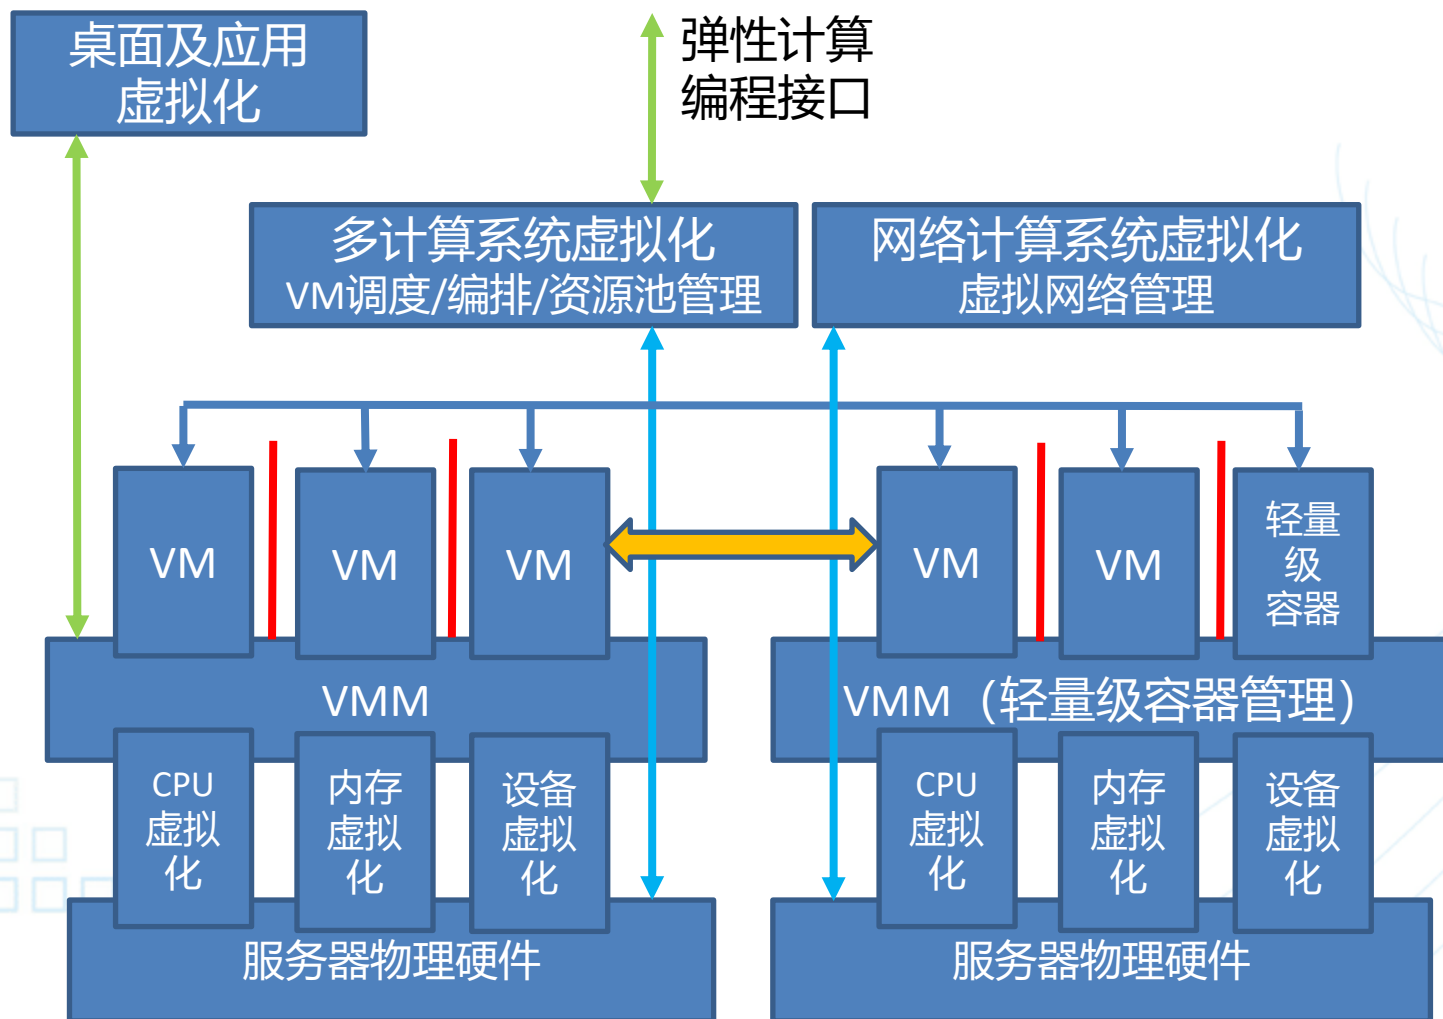 桌面及应用
虚拟化
弹性计算
编程接口
多计算系统虚拟化
VM调度/编排/资源池管理
网络计算系统虚拟化
虚拟网络管理
VM
VM
VM
VM
VM
轻量
级
容器
VMM
VMM（轻量级容器管理）
CPU
虚拟
化
内存
虚拟
化
设备
虚拟
化
CPU
虚拟
化
内存
虚拟
化
设备
虚拟
化
服务器物理硬件
服务器物理硬件